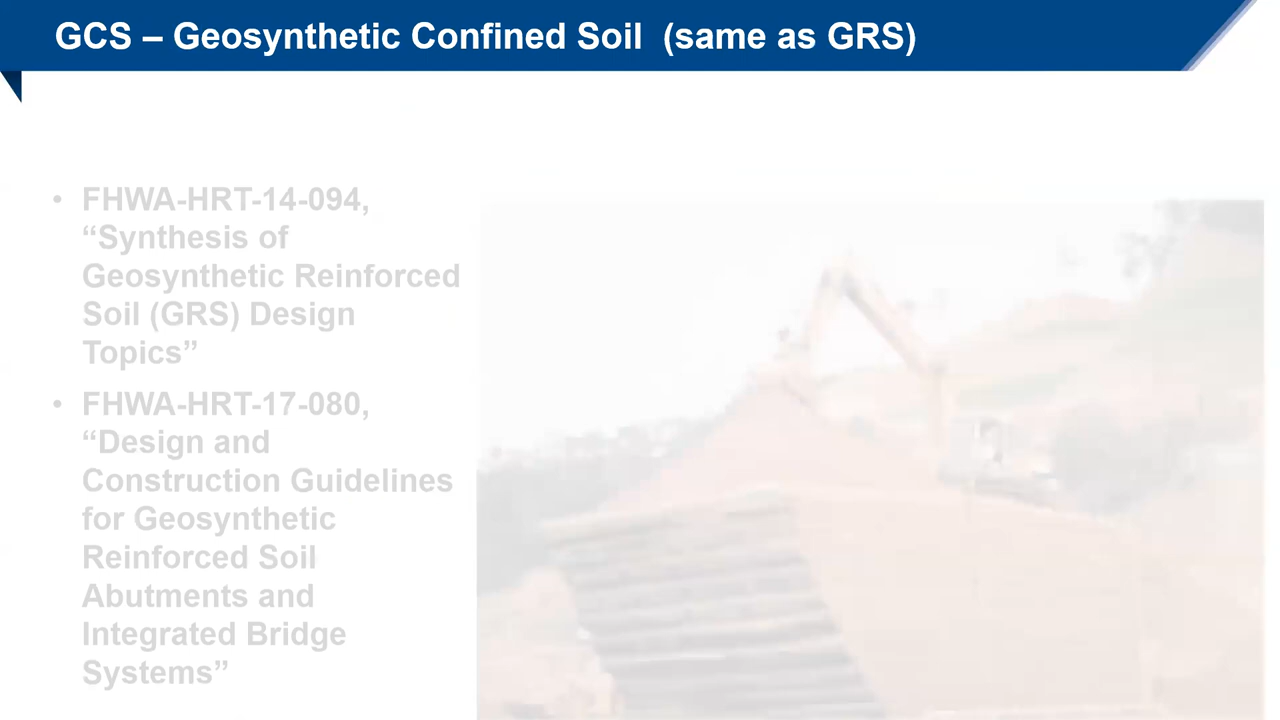 GCS – Geosynthetic Confined Soil  (same as GRS)
• FHWA-HRT-14-094,
“Synthesis of
Geosynthetic Reinforced
Soil (GRS) Design
Topics”
• FHWA-HRT-17-080,
“Design and
Construction Guidelines
for Geosynthetic
Reinforced Soil
Abutments and
Integrated Bridge
Systems”